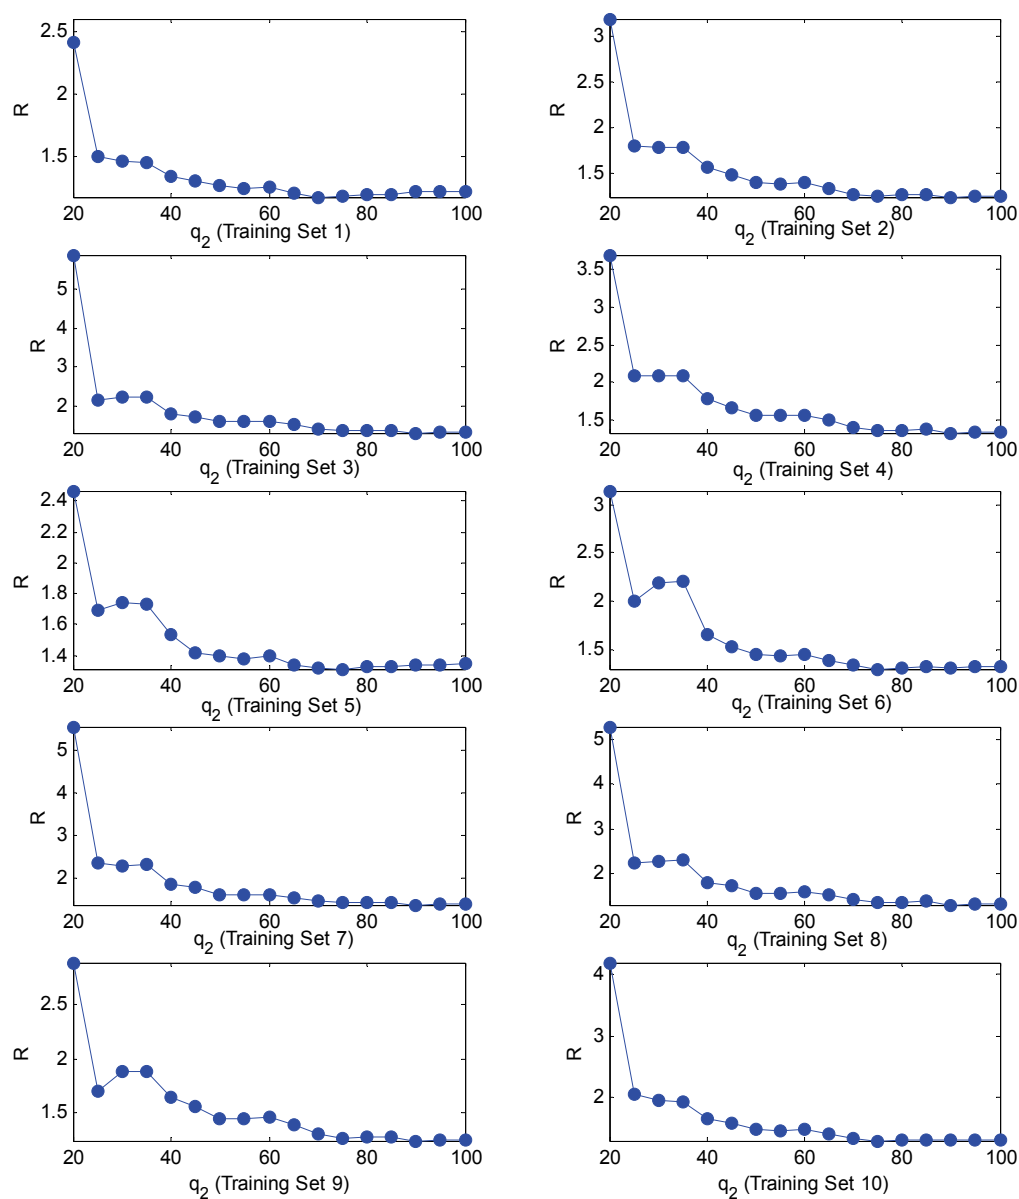 2.5
2
1.5
R
20 40 60 80 100
q2 (Training Set 1)
3
2.5
2
1.5
R
20 40 60 80 100
q2 (Training Set 2)
5
4
3
2
R
20 40 60 80 100
q2 (Training Set 3)
3.5
3
2.5
2
1.5
R
20 40 60 80 100
q2 (Training Set 4)
2.4
2.2
2
1.8
1.6
1.4
R
20 40 60 80 100
q2 (Training Set 5)
3
2.5
2
1.5
R
20 40 60 80 100
q2 (Training Set 6)
5
4
3
2
R
20 40 60 80 100
q2 (Training Set 7)
5
4
3
2
R
20 40 60 80 100
q2 (Training Set 8)
2.5
2
1.5
R
20 40 60 80 100
q2 (Training Set 9)
4
3
2
R
20 40 60 80 100
q2 (Training Set 10)